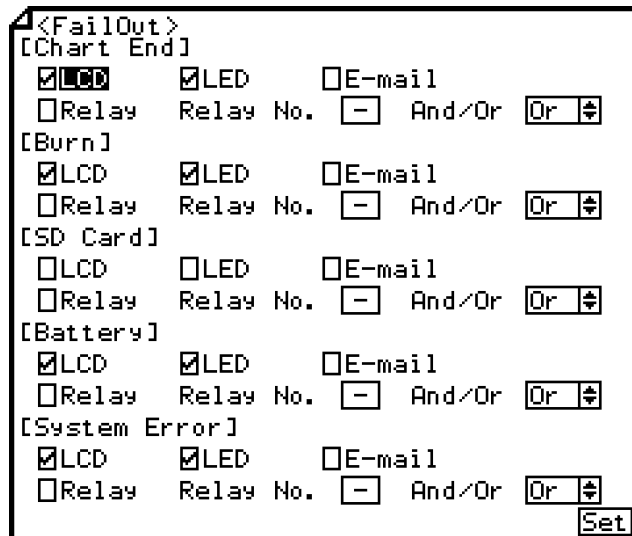 <FailOut>
[Chart End]
LCD LED E-mail
Relay Relay No. - And/Or Or
[Burn]
LCD LED E-mail
Relay Relay No. - And/Or Or
[SD Card]
LCD LED E-mail
Relay Relay No. - And/Or Or
[Battery]
LCD LED E-mail
Relay Relay No. - And/Or Or
[System Error]
LCD LED E-mail
Relay Relay No. - And/Or Or
Set